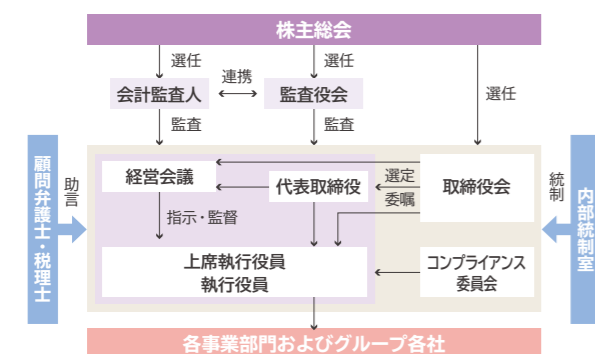 株主総会
選任
選任
選任
会計監査人
連携
監査役会
監査
監査
顧問弁護士・税理士
助言
経営会議
代表取締役
選定
委嘱
取締役会
統制
内部統制室
指示・監督
上席執行役員
執行役員
コンプライアンス
委員会
各事業部門およびグループ各社